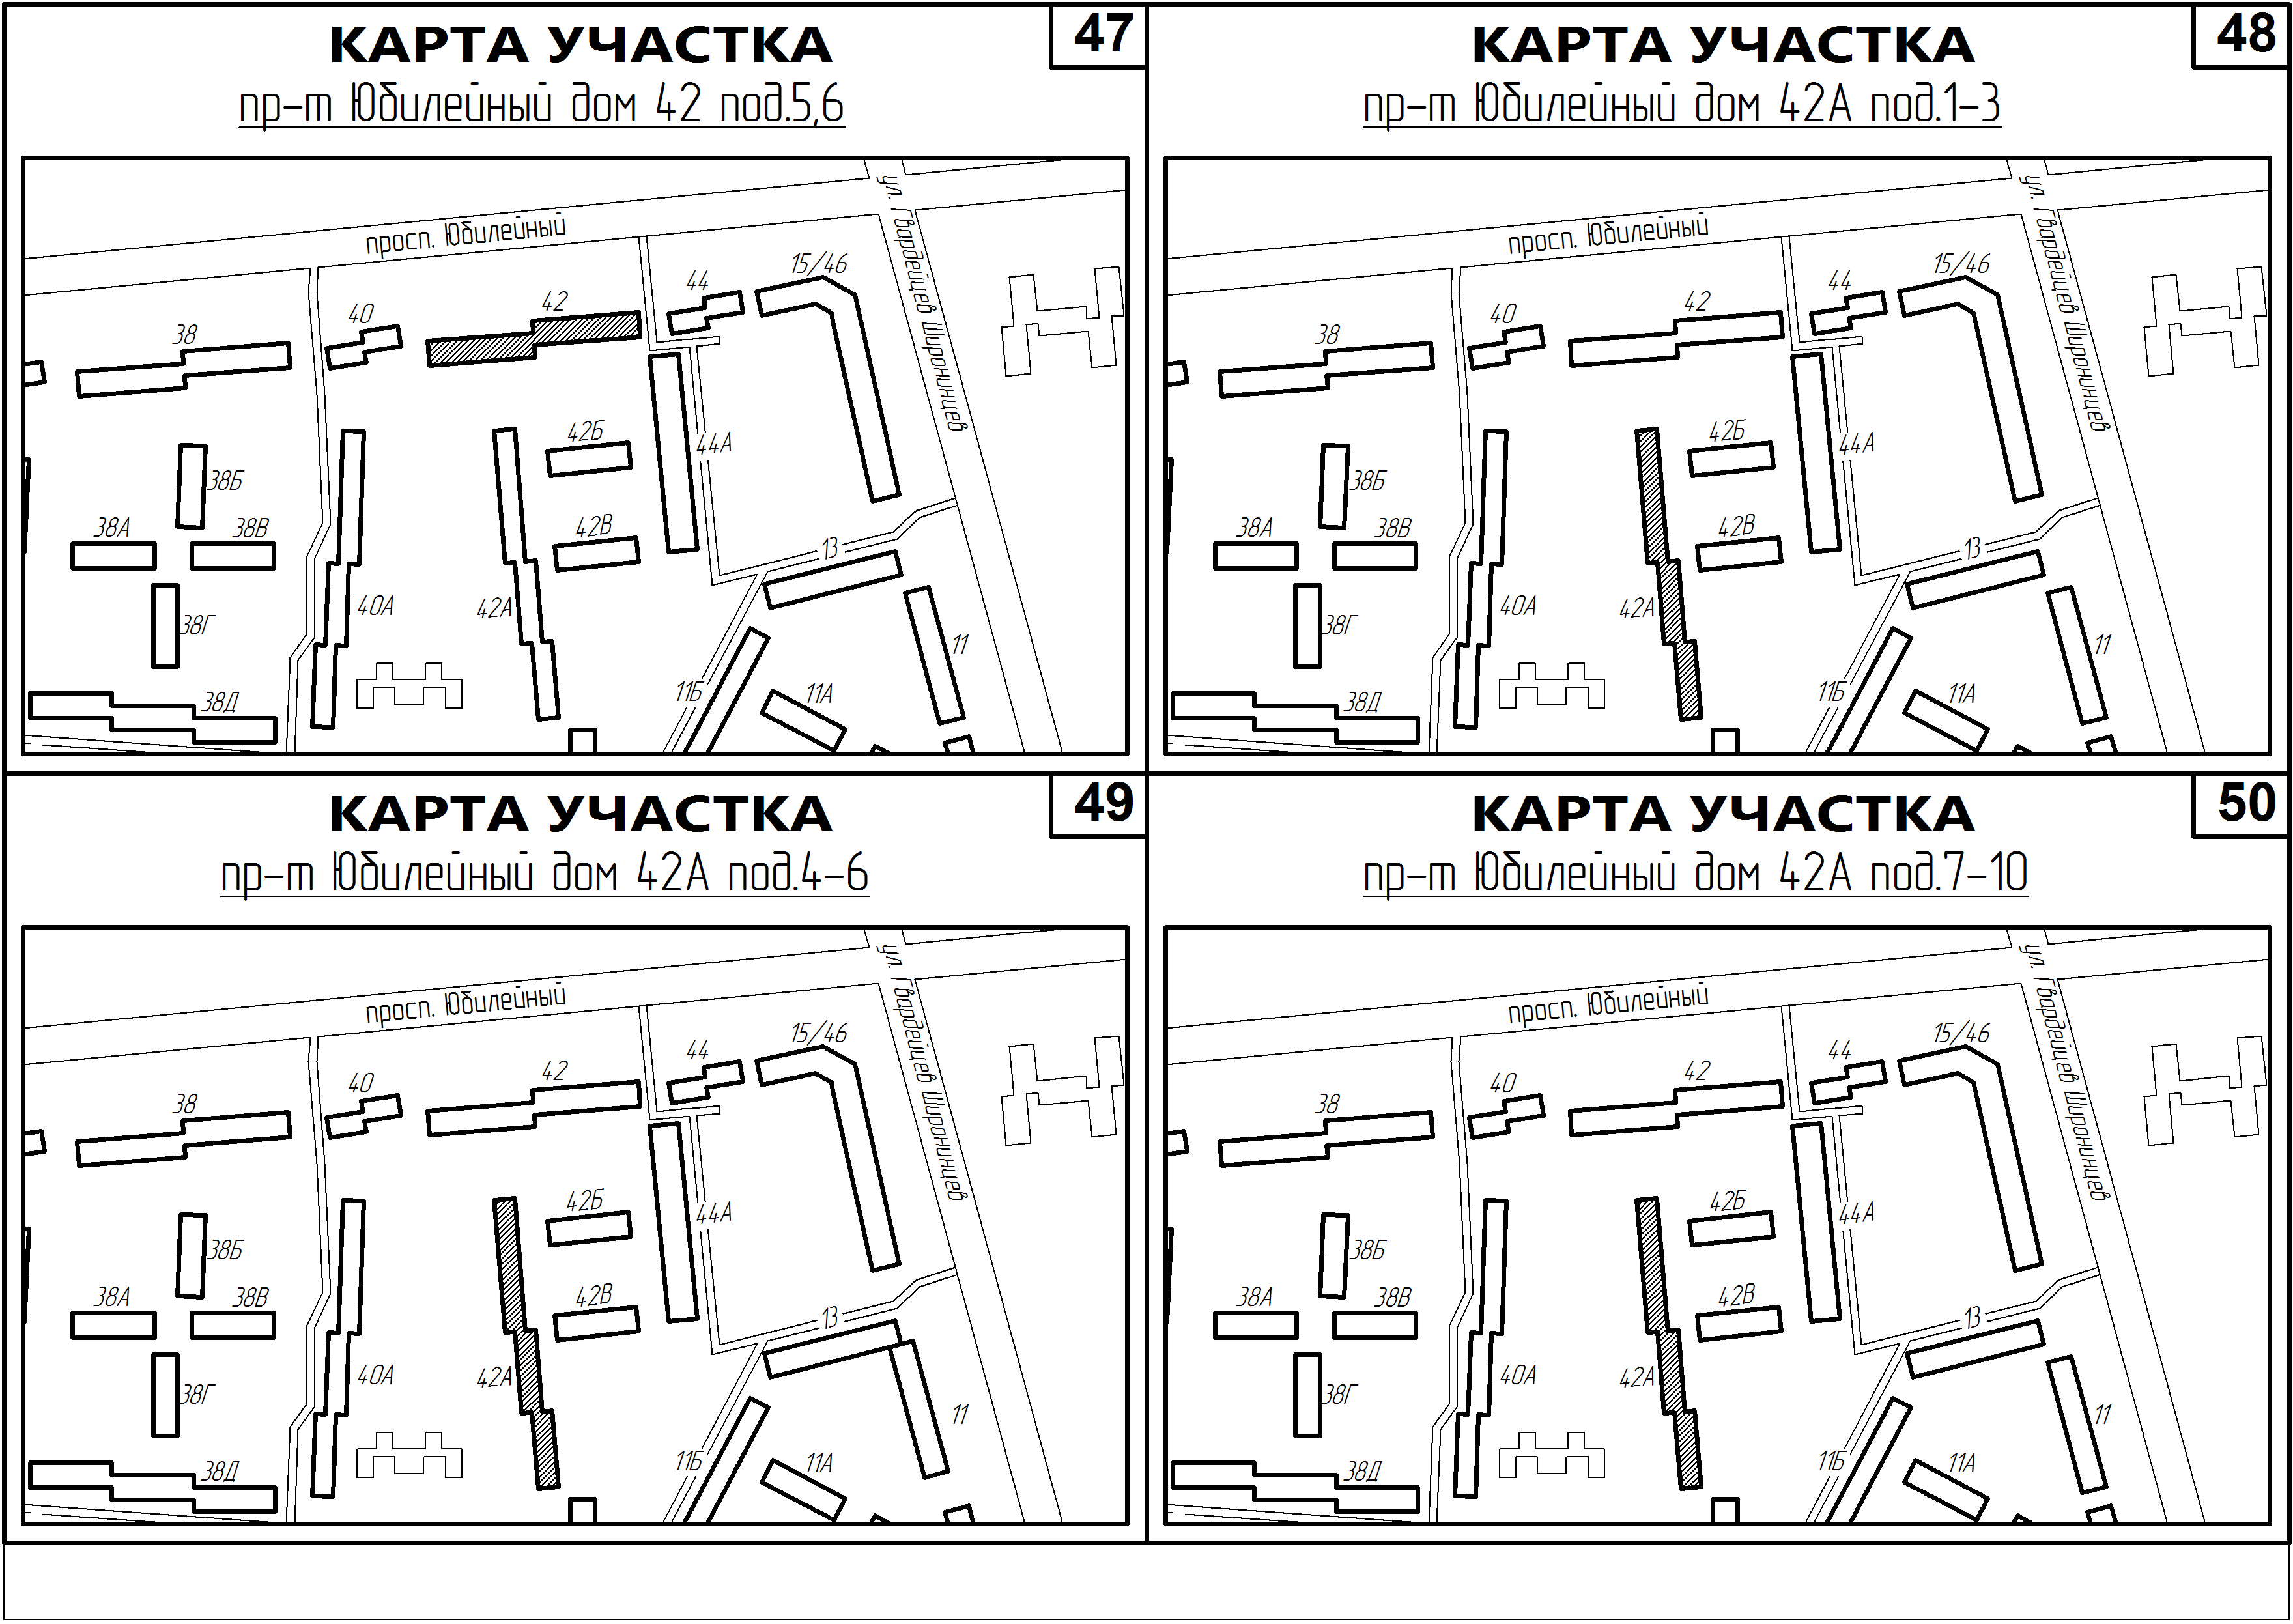 47
КАРТА УЧАСТКА
пр-т Юбилейный дом 42 под.5,6
просп. Юбилейный
ул. Гвардейцев Широнинцев
15/46
44
42
40
38
42Б
44А
38Б
38А
38В
42В
13
40А
42А
38Г
11
11Б
11А
38Д
48
КАРТА УЧАСТКА
пр-т Юбилейный дом 42А под.1-3
просп. Юбилейный
ул. Гвардейцев Широнинцев
15/46
44
42
40
38
42Б
44А
38Б
38А
38В
42В
13
40А
42А
38Г
11
11Б
11А
38Д
49
КАРТА УЧАСТКА
пр-т Юбилейный дом 42А под.4-6
просп. Юбилейный
ул. Гвардейцев Широнинцев
15/46
44
42
40
38
42Б
44А
38Б
38А
38В
42В
13
40А
42А
38Г
11
11Б
11А
38Д
50
КАРТА УЧАСТКА
пр-т Юбилейный дом 42А под.7-10
просп. Юбилейный
ул. Гвардейцев Широнинцев
15/46
44
42
40
38
42Б
44А
38Б
38А
38В
42В
13
40А
42А
38Г
11
11Б
11А
38Д